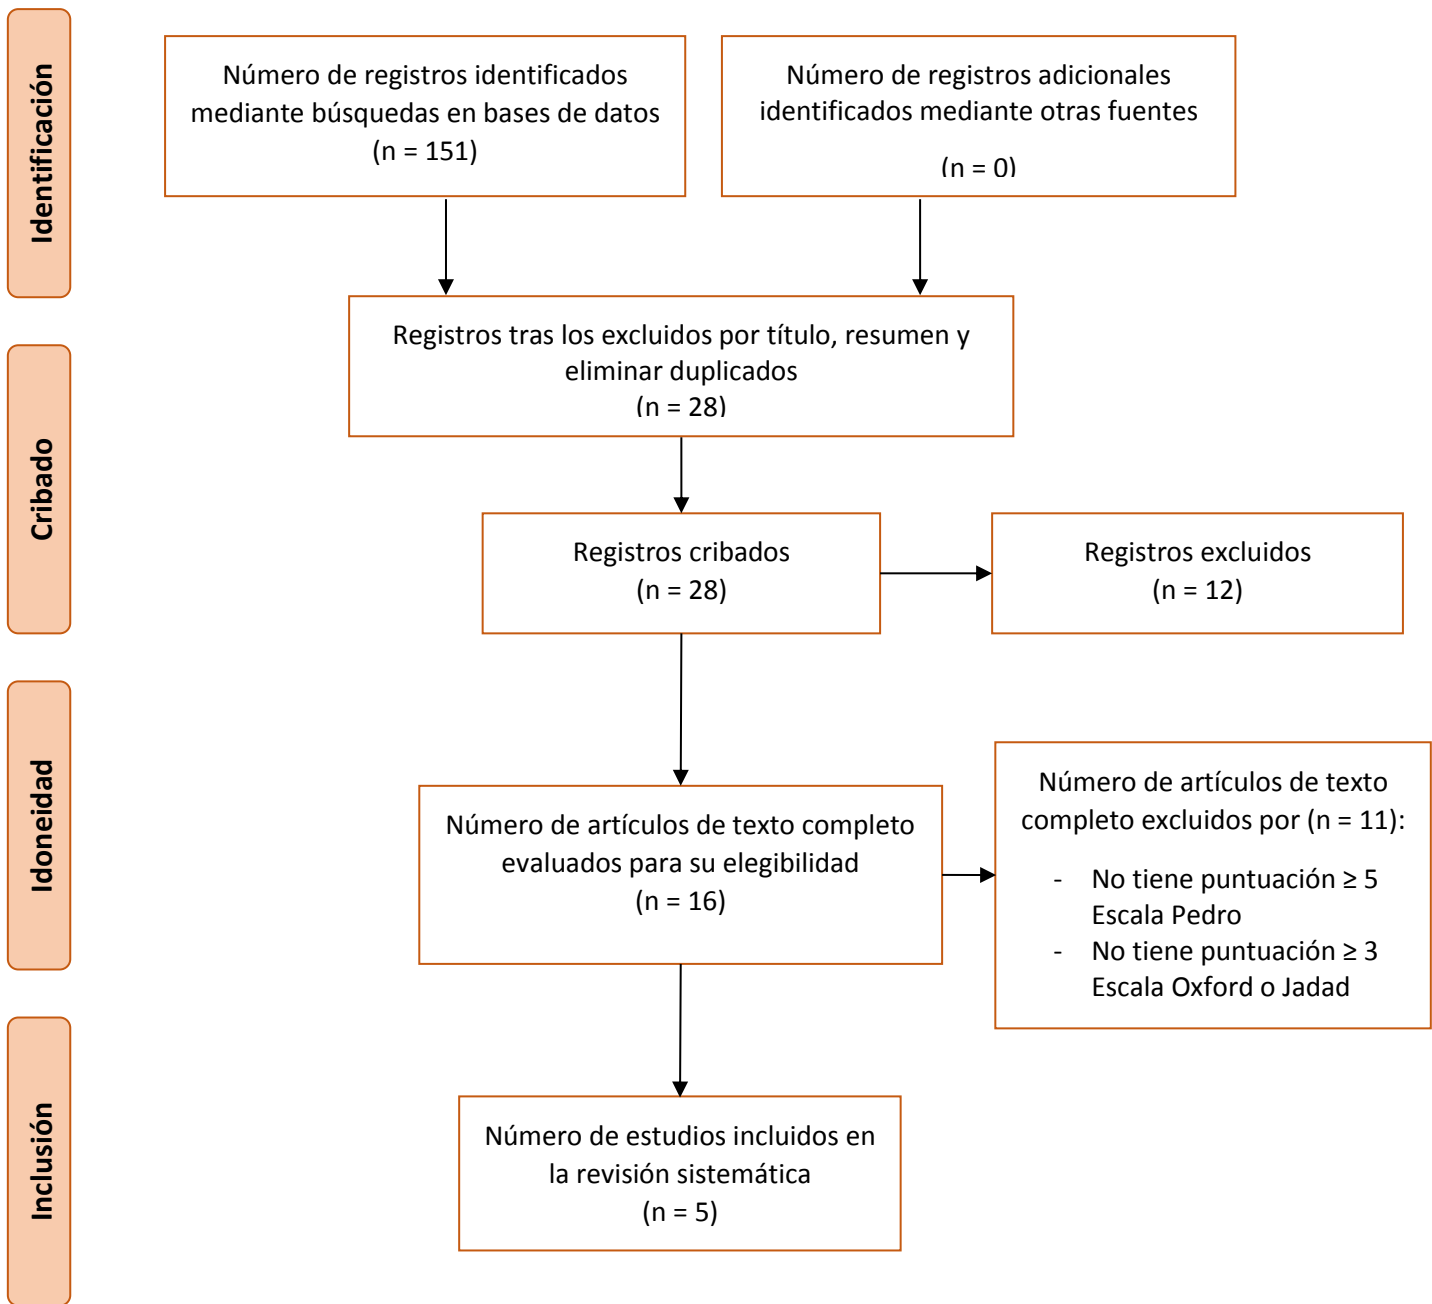 Identificación
Número de registros identificados
mediante búsquedas en bases de datos
(n = 151)
Número de registros adicionales
identificados mediante otras fuentes
(n = 0)
Registros tras los excluidos por título, resumen y
eliminar duplicados
(n = 28)
Cribado
Registros cribados
(n = 28)
Registros excluidos
(n = 12)
Idoneidad
Número de artículos de texto completo
evaluados para su elegibilidad
(n = 16)
Número de artículos de texto
completo excluidos por (n = 11):
- No tiene puntuación ≥ 5
Escala Pedro
- No tiene puntuación ≥ 3
Escala Oxford o Jadad
Inclusión
Número de estudios incluidos en
la revisión sistemática
(n = 5)